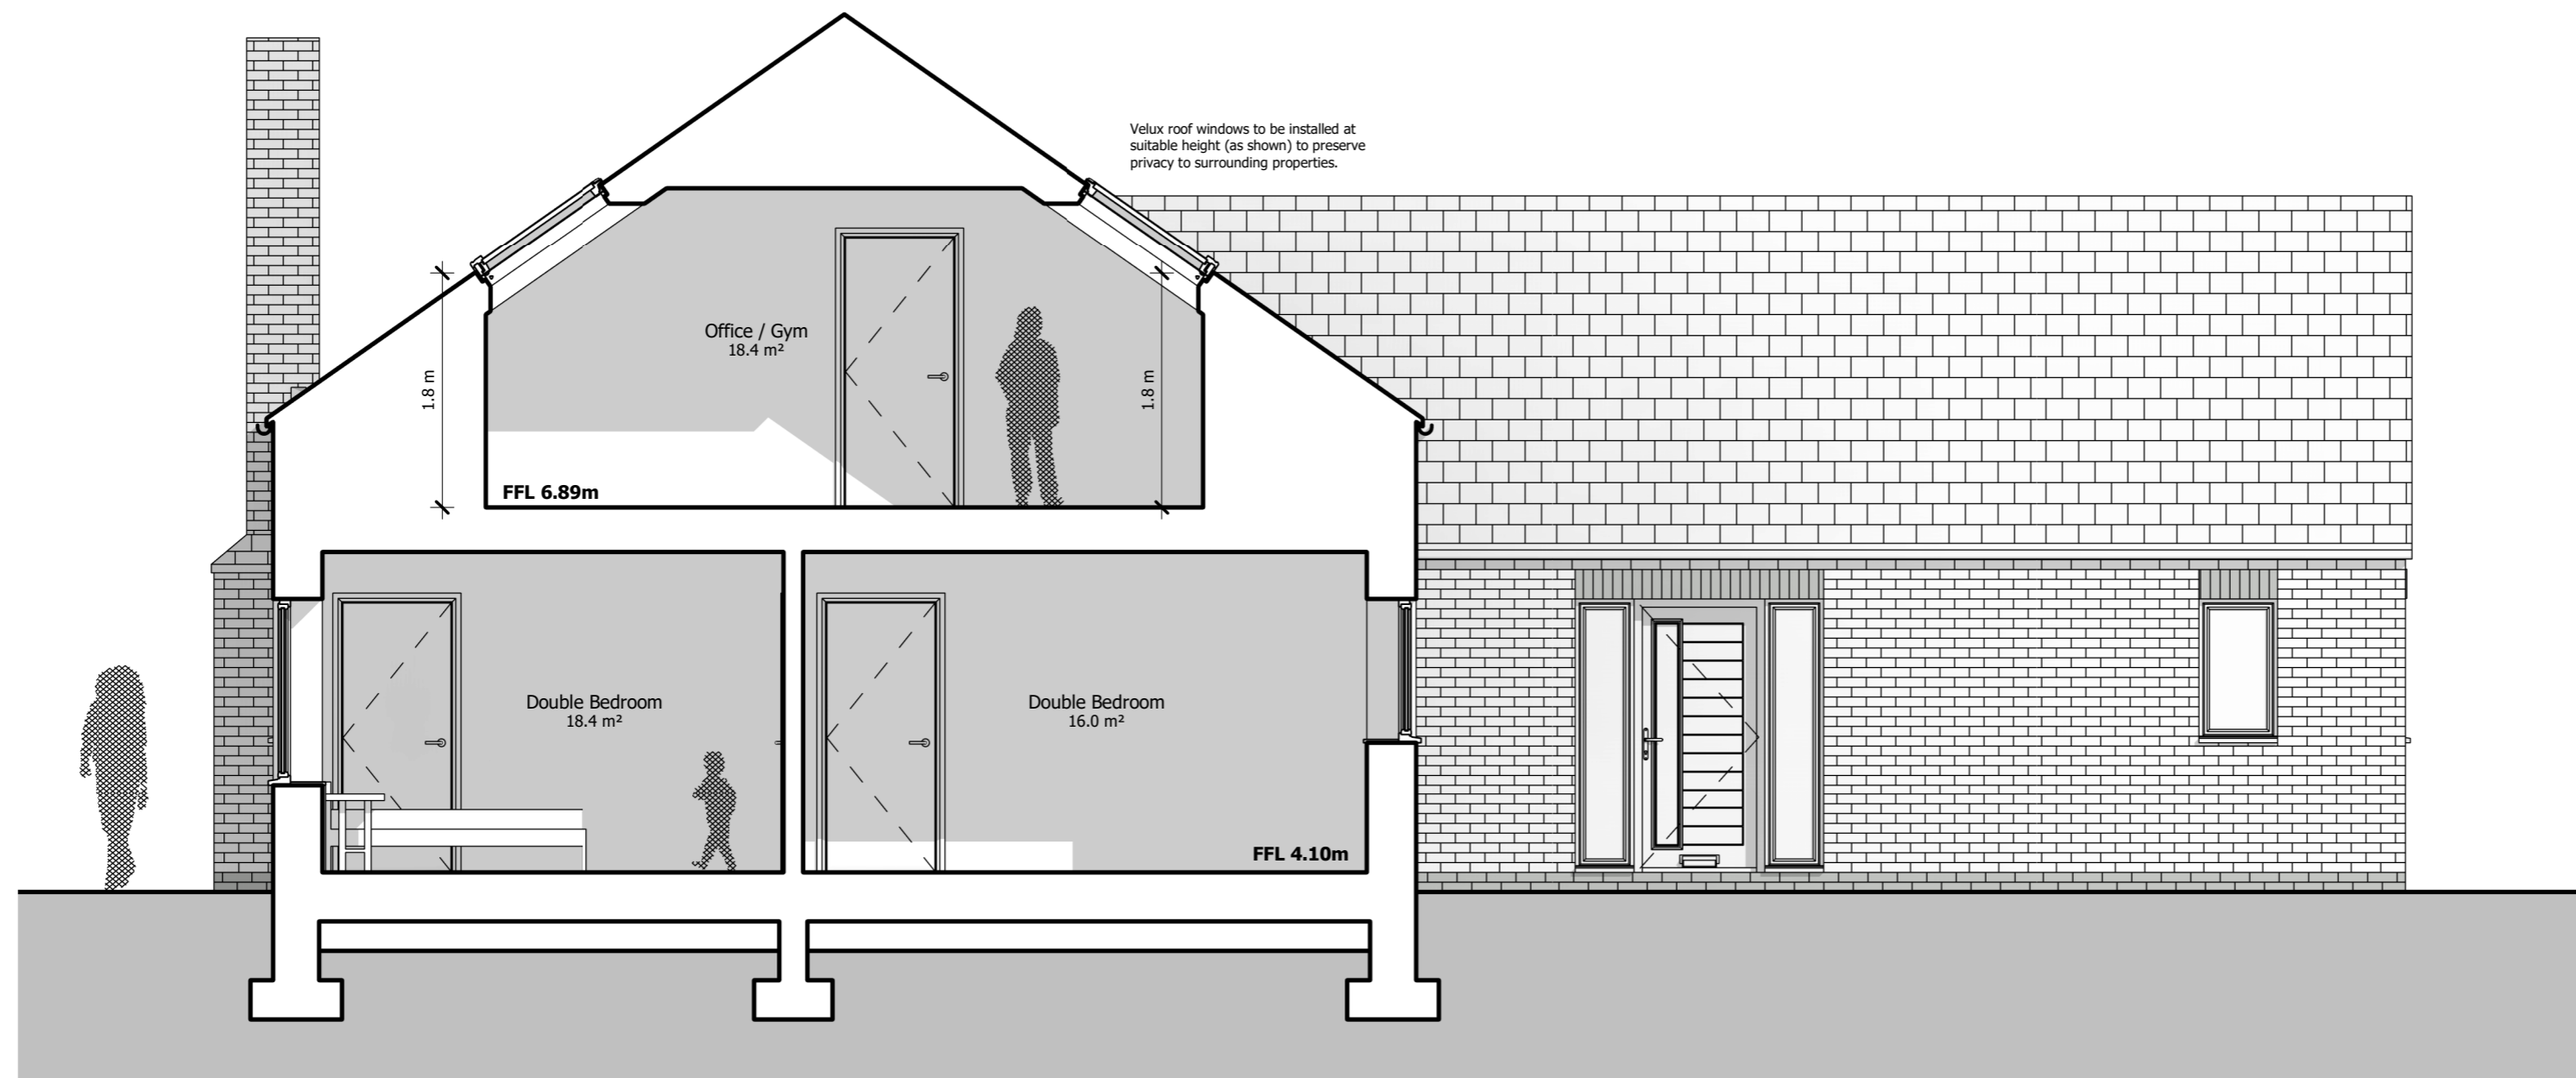 Velux roof windows to be installed at
suitable height (as shown) to preserve
privacy to surrounding properties.
Office / Gym
18.4 m²
1.8 m
1.8 m
FFL 6.89m
Double Bedroom
18.4 m²
Double Bedroom
16.0 m²
FFL 4.10m